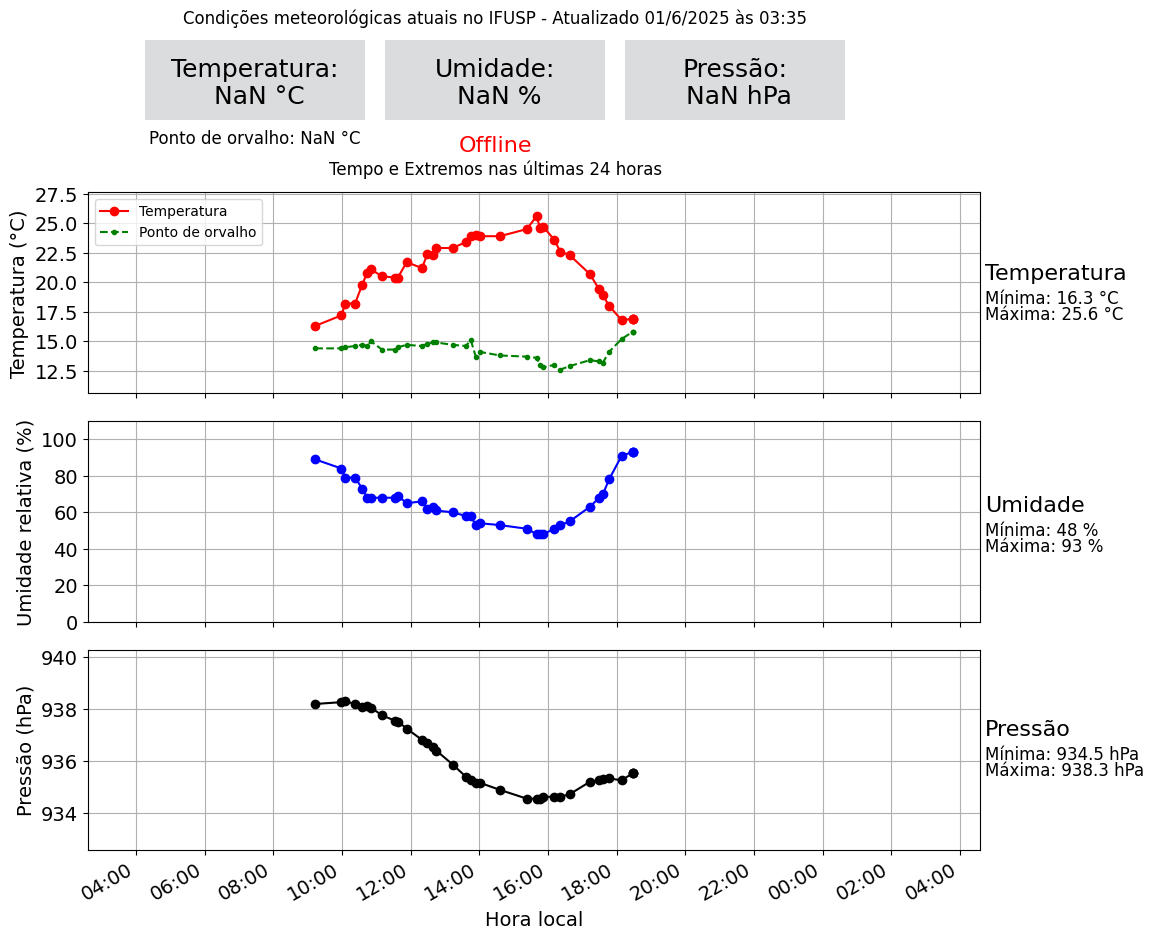 Condições meteorológicas atuais no IFUSP - Atualizado 01/6/2025 às 03:35
Temperatura:
NaN °C
Umidade:
NaN %
Pressão:
NaN hPa
Ponto de orvalho: NaN °C
Offline
Tempo e Extremos nas últimas 24 horas
Temperatura (°C)
27.5
25.0
22.5
20.0
17.5
15.0
12.5
Temperatura
Ponto de orvalho
Temperatura
Mínima: 16.3 °C
Máxima: 25.6 °C
Umidade relativa (%)
100
80
60
40
20
0
Umidade
Mínima: 48 %
Máxima: 93 %
Pressão (hPa)
940
938
936
934
Pressão
Mínima: 934.5 hPa
Máxima: 938.3 hPa
04:00 06:00 08:00 10:00 12:00 14:00 16:00 18:00 20:00 22:00 00:00 02:00 04:00
Hora local